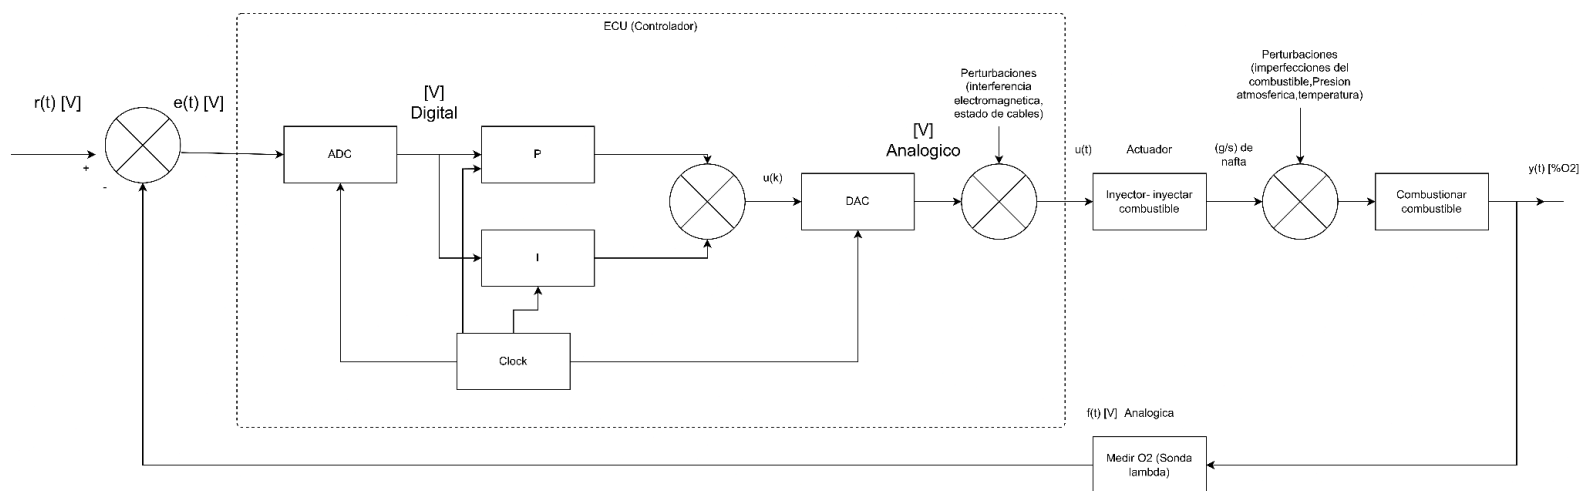 ECU (Controlador)
r(t) [V]
e(t) [V]
+
-
[V]
Digital
ADC
P
I
Clock
u(k)
DAC
[V]
Analogico
Perturbaciones
(interferencia
electromagnetica,
estado de cables)
u(t)
Actuador
Inyector- inyectar
combustible
(g/s) de
nafta
Perturbaciones
(imperfecciones del
combustible,Presion
atmosferica,temperatura)
Combustionar
combustible
y(t) [%O2]
f(t) [V] Analogica
Medir O2 (Sonda
lambda)